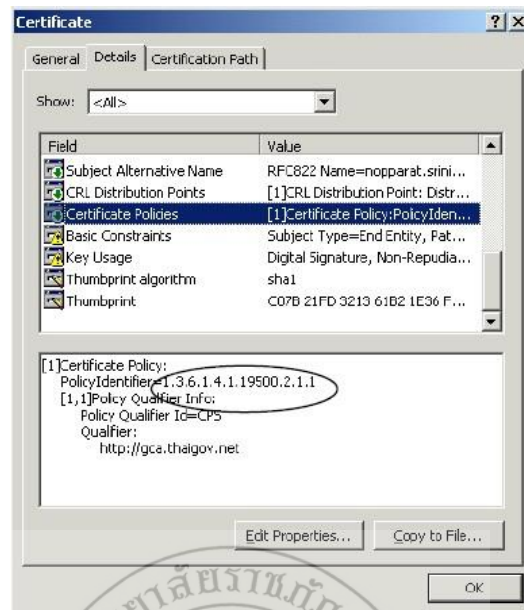 Certificate
General Details Certification Path
Show: <All>
Field Value
Subject Alternative Name RFC822 Name=nopparat.srini...
CRL Distribution Points [1]CRL Distribution Point: Distr...
Certificate Policies [1]Certificate Policy:PolicyIden...
Basic Constraints Subject Type=End Entity, Pat...
Key Usage Digital Signature, Non-Repudia...
Thumbprint algorithm sha1
Thumbprint C07B 21FD 3213 61B2 1E36 F...
[1]Certificate Policy:
PolicyIdentifier=1.3.6.1.4.1.19500.2.1.1
[1,1]Policy Qualifier Info:
Policy Qualifier Id=CPS
Qualifier:
http://gca.thaigov.net
Edit Properties... Copy to File...
OK